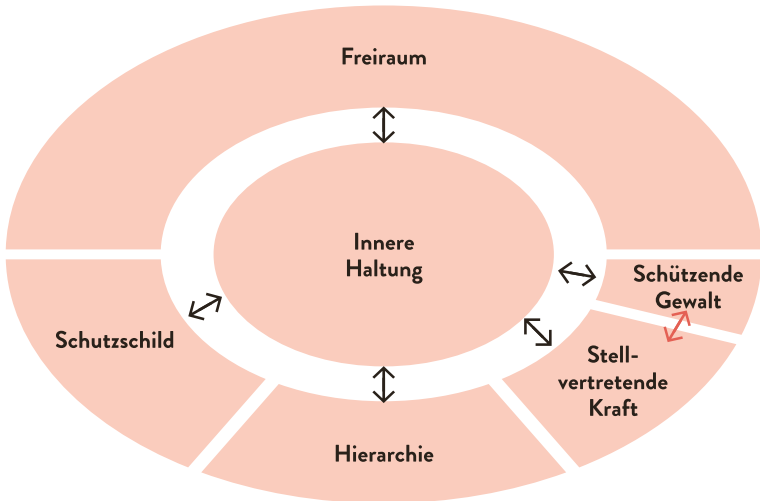 Freiraum
Innere
Haltung
Schützende
Gewalt
Schutzschild
Stell-
vertretende
Kraft
Hierarchie